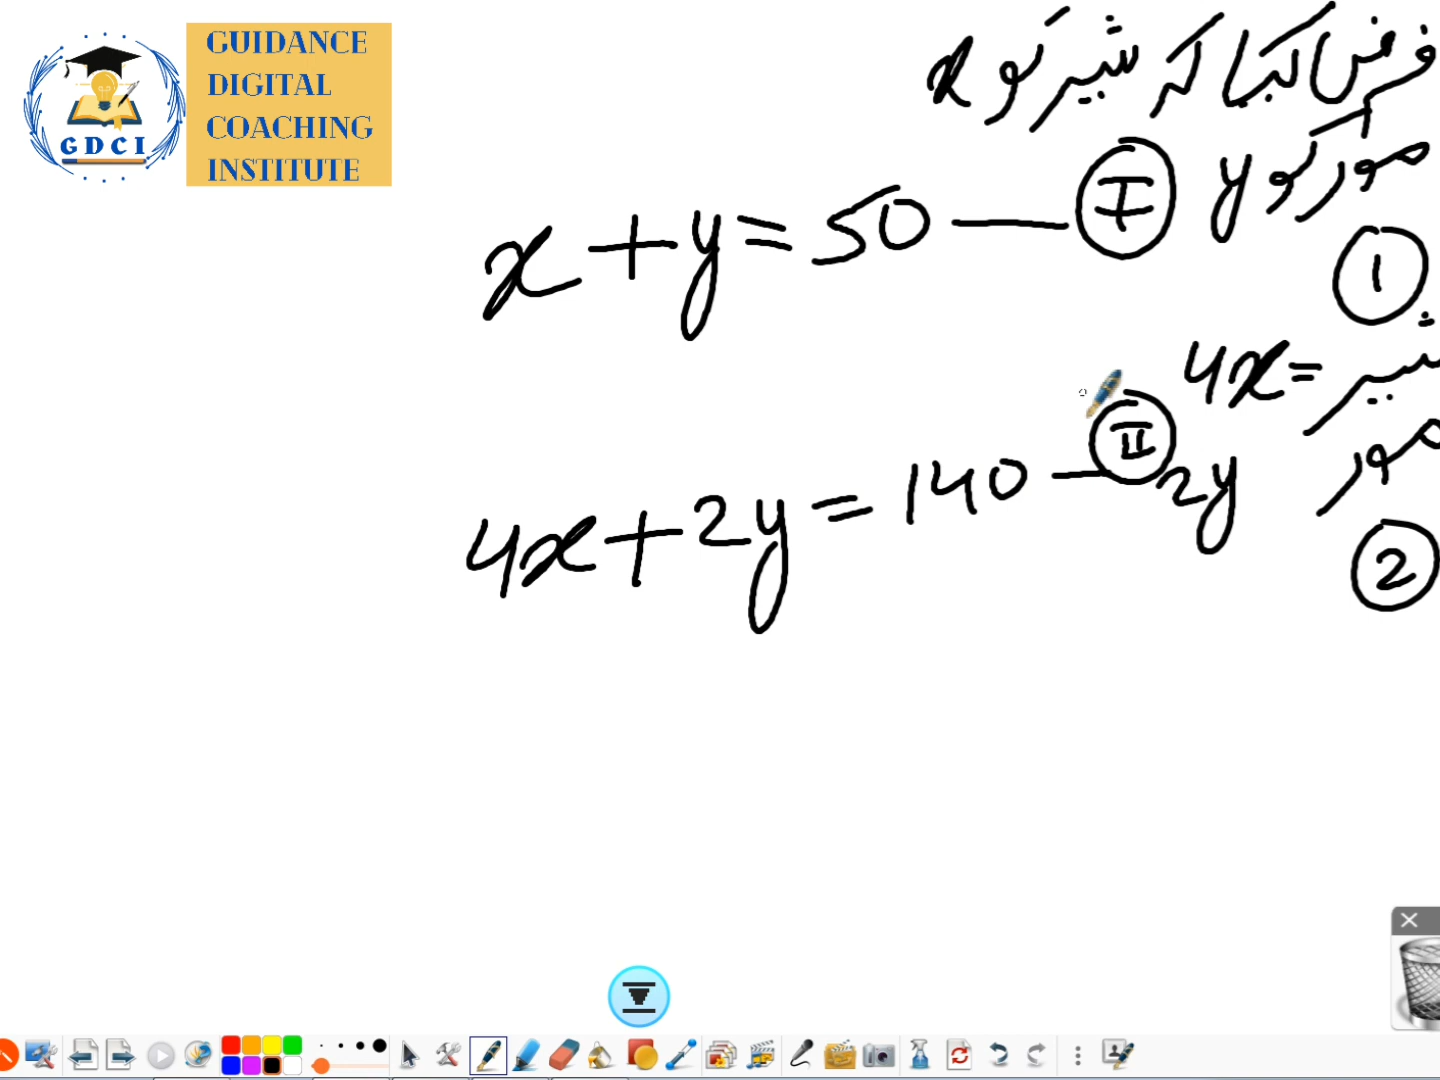 GUIDANCE
DIGITAL
COACHING
INSTITUTE
GDCI
فرض کیا کہ شیر کو x
مور کو y
x + y = 50 — I
1
4x = شیر
مور
2y
4x + 2y = 140 — II
2